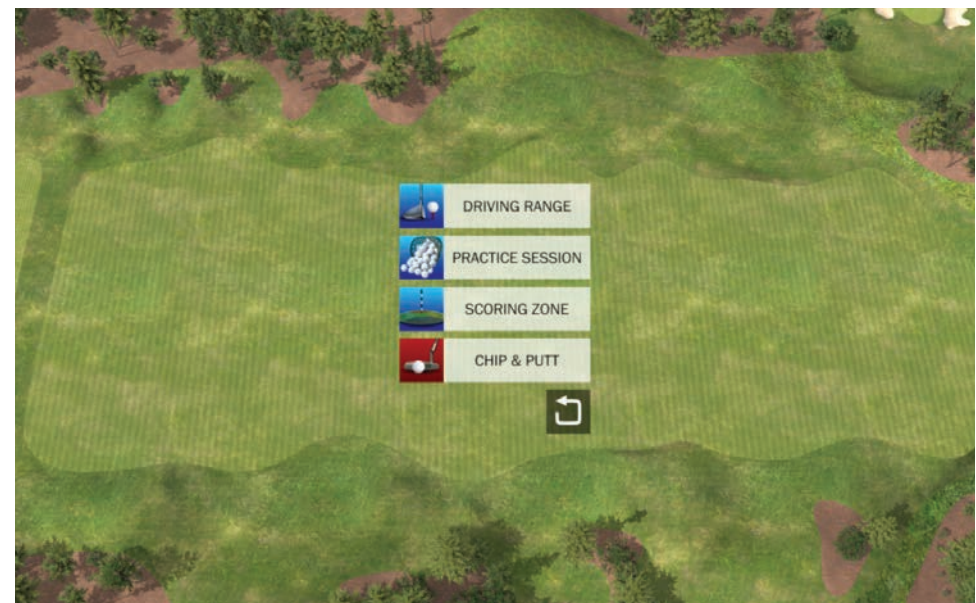 DRIVING RANGE
PRACTICE SESSION
SCORING ZONE
CHIP & PUTT